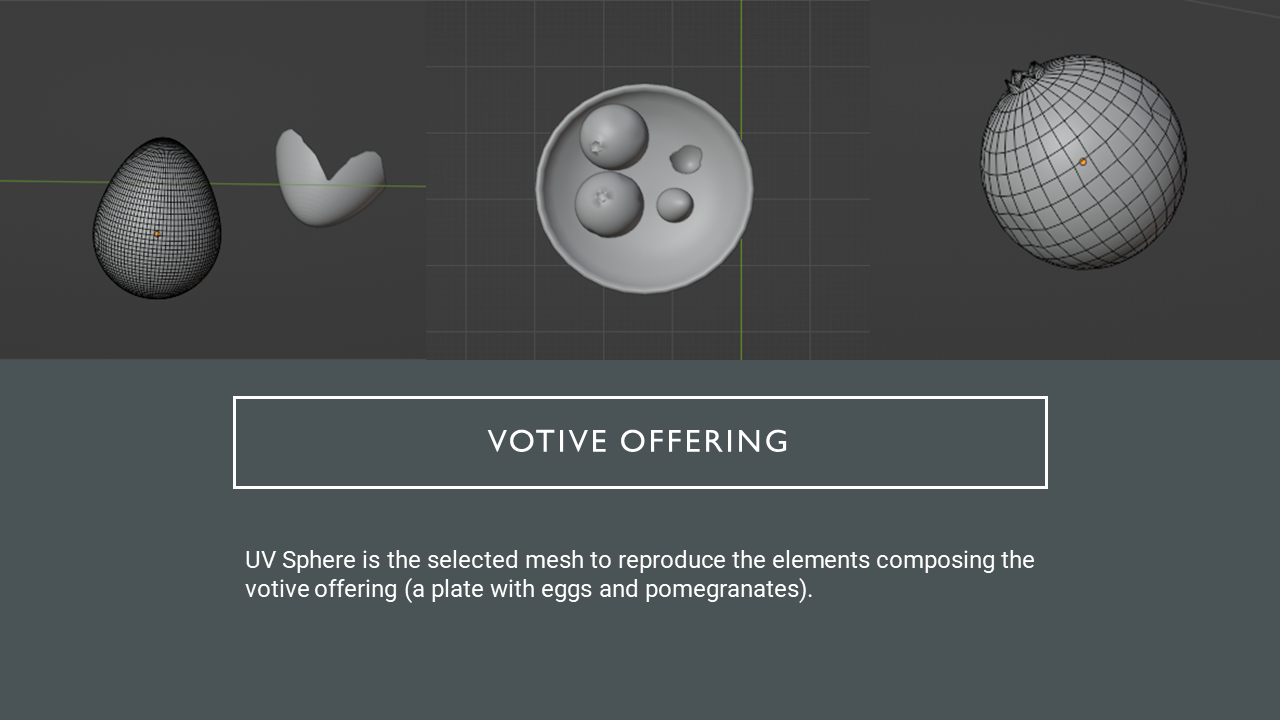 VOTIVE OFFERING
UV Sphere is the selected mesh to reproduce the elements composing the
votive offering (a plate with eggs and pomegranates).